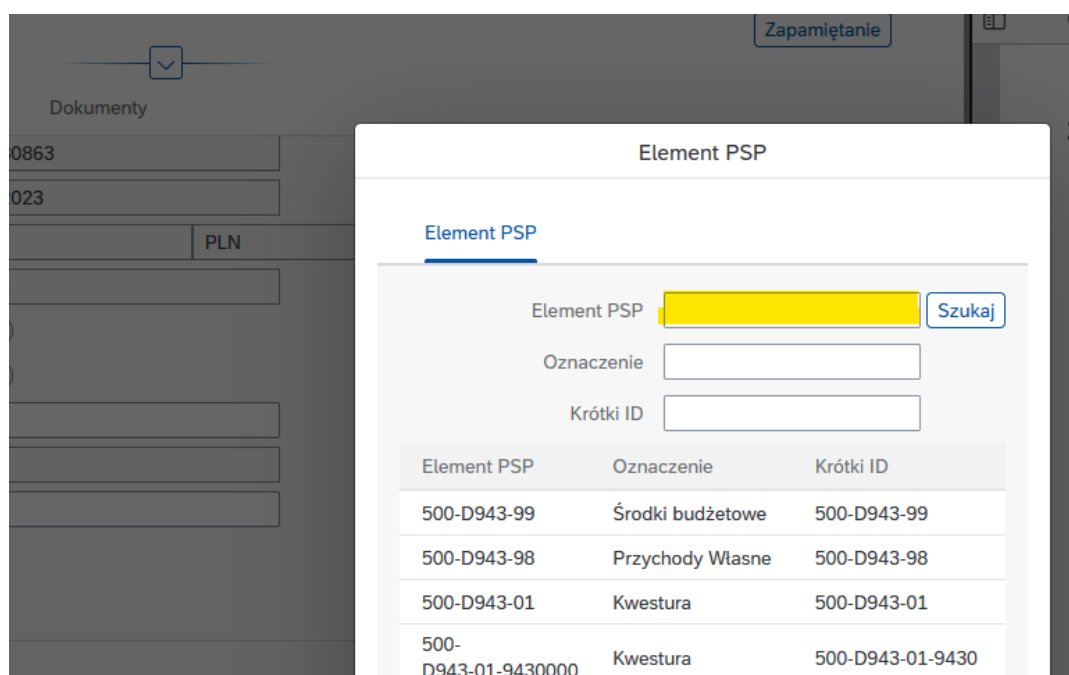 Zapamiętanie
Dokumenty
0863
2023
PLN
Element PSP
Element PSP
Element PSP
Szukaj
Oznaczenie
Krótki ID
Element PSP Oznaczenie Krótki ID
500-D943-99 Środki budżetowe 500-D943-99
500-D943-98 Przychody Własne 500-D943-98
500-D943-01 Kwestura 500-D943-01
500-
D943-01-9430000 Kwestura 500-D943-01-9430